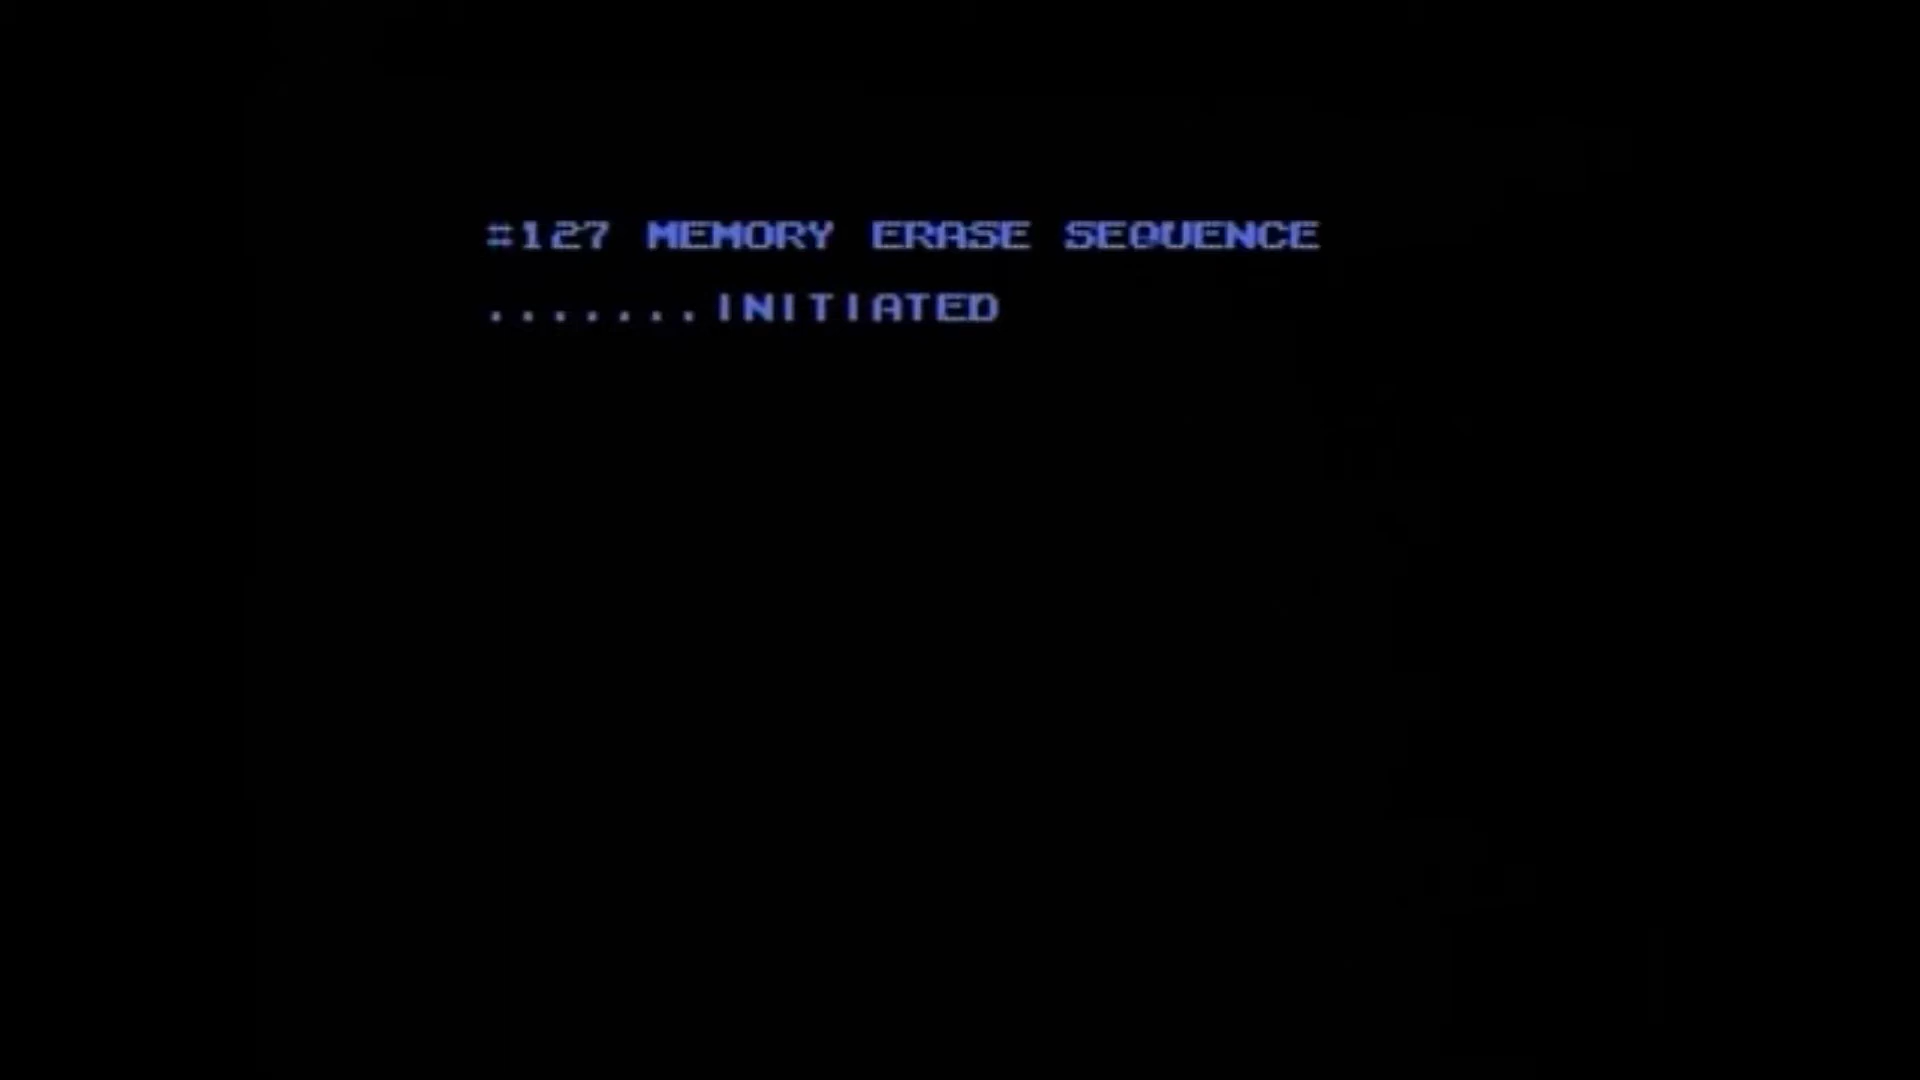 #127 MEMORY ERASE SEQUENCE
.......INITIATED